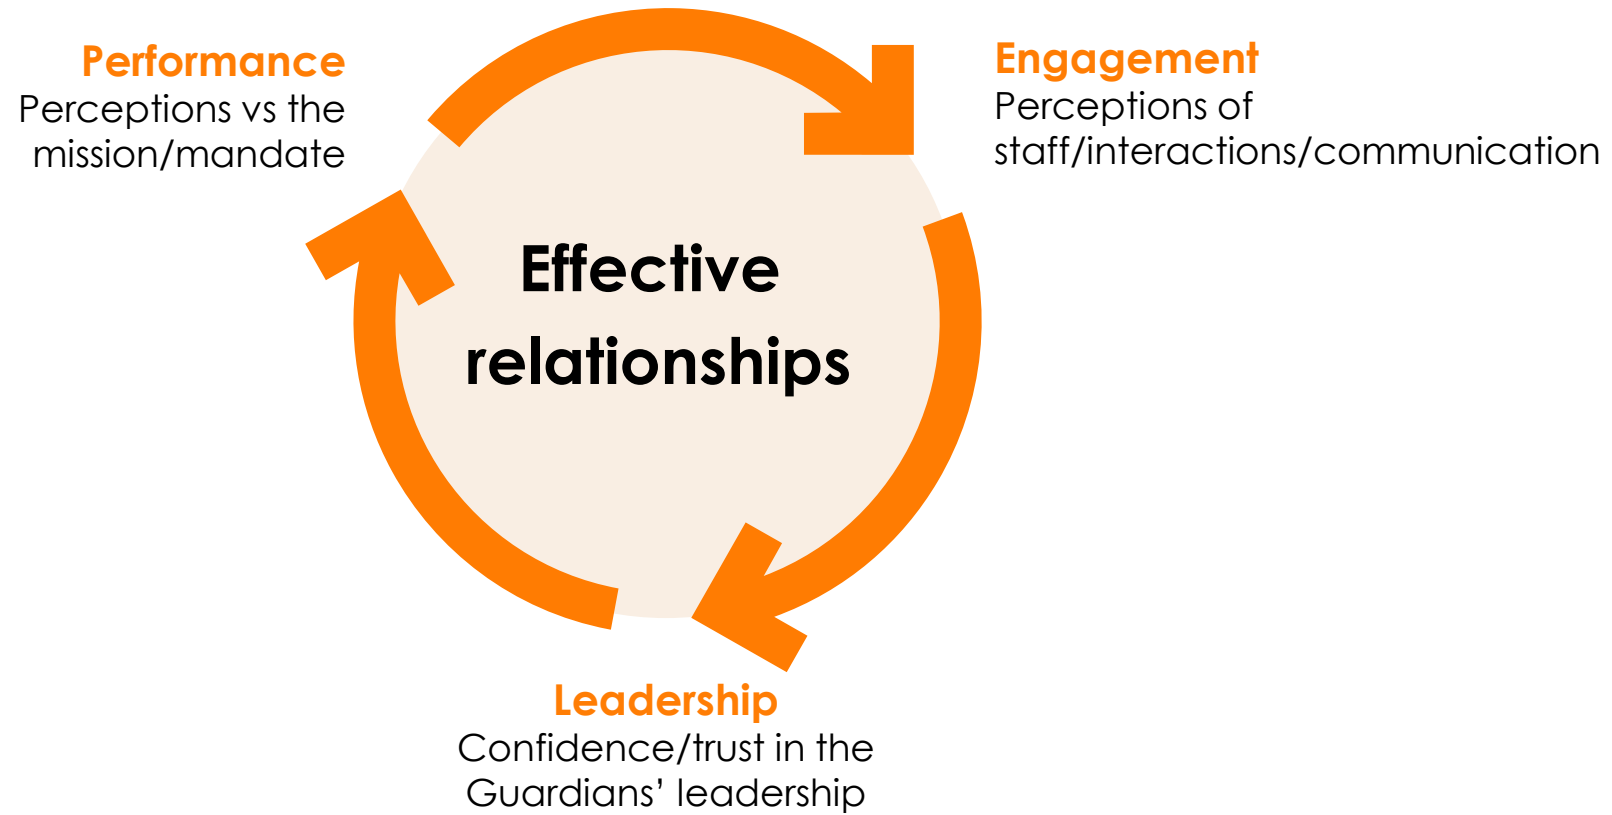 Performance
Perceptions vs the
mission/mandate
Engagement
Perceptions of
staff/interactions/communication
Effective
relationships
Leadership
Confidence/trust in the
Guardians’ leadership